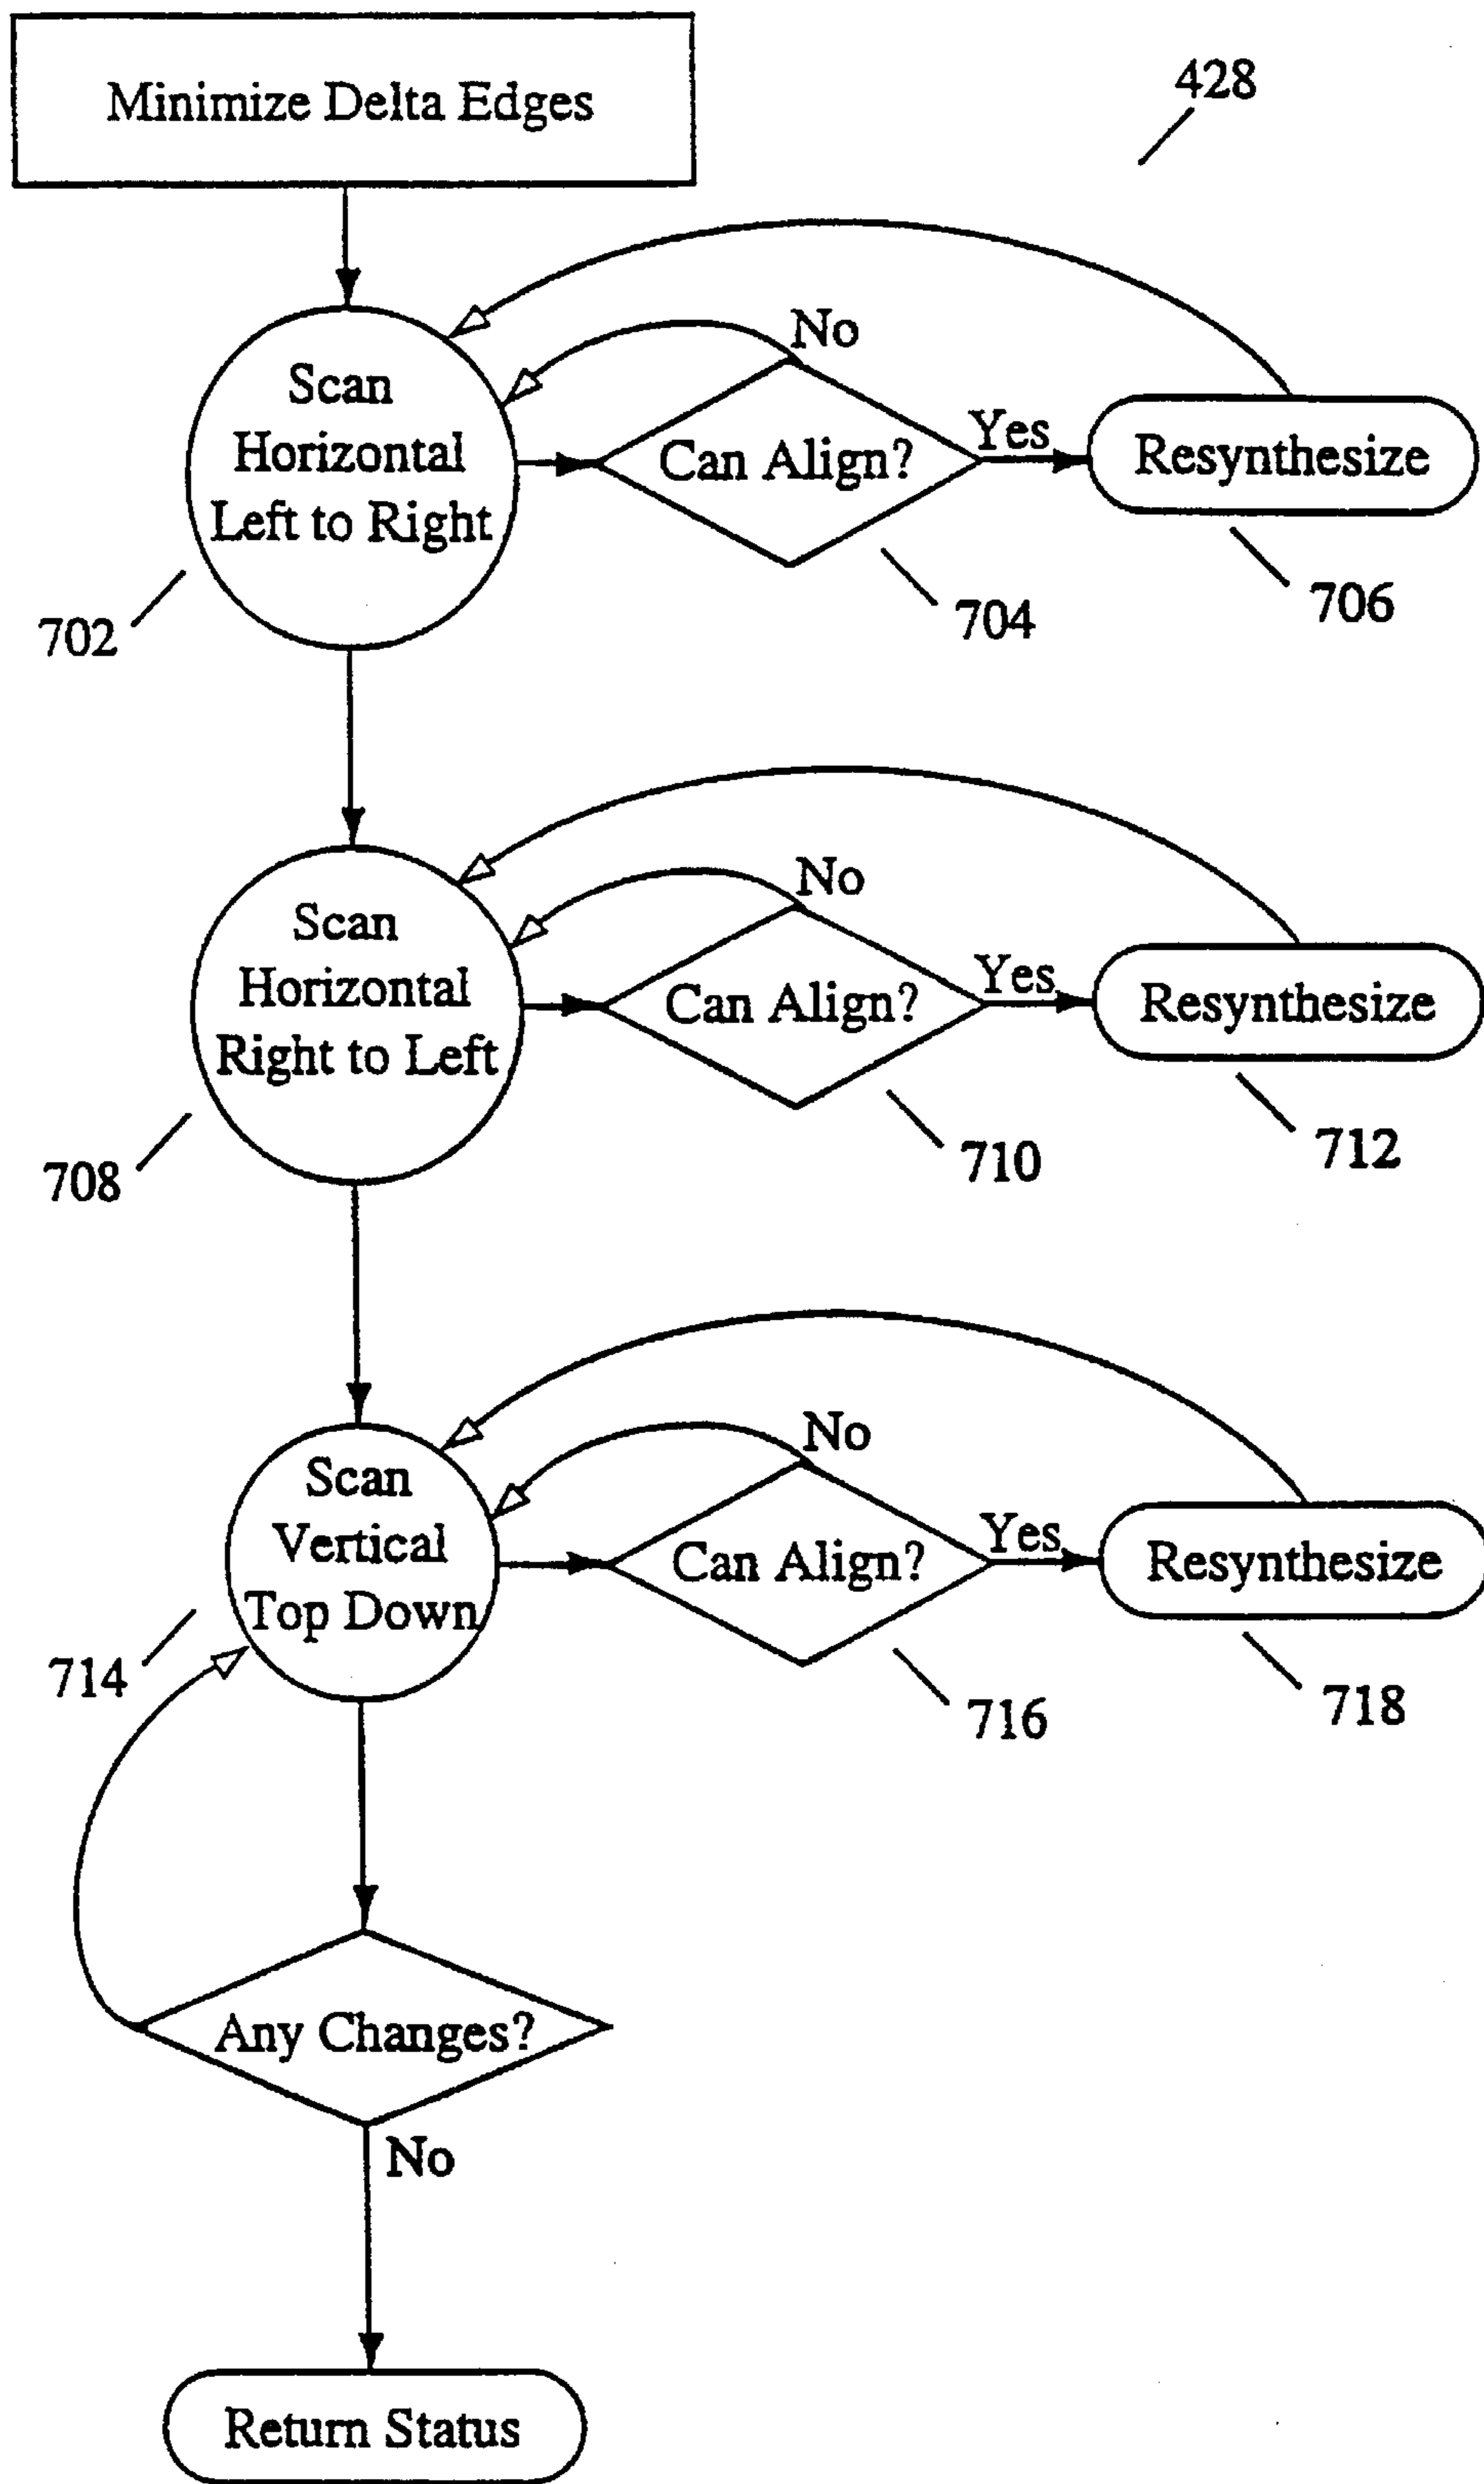 Minimize Delta Edges
428
Scan
Horizontal
Left to Right
702
No
Can Align?
Yes
704
Resynthesize
706
Scan
Horizontal
Right to Left
708
No
Can Align?
Yes
710
Resynthesize
712
Scan
Vertical
Top Down
714
No
Can Align?
Yes
716
Resynthesize
718
Any Changes?
No
Return Status